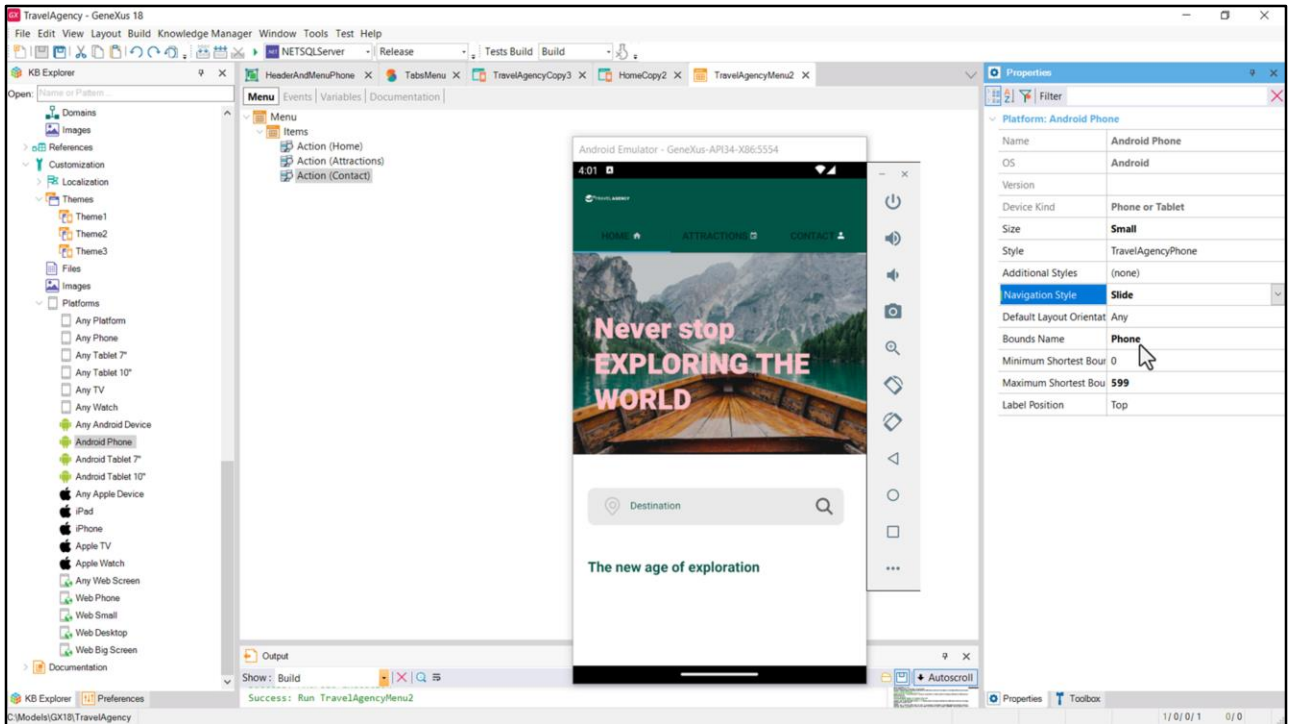 TravelAgency - GeneXus 18
File Edit View Layout Build Knowledge Manager Window Tools Test Help
NETSQLServer Release Tests Build Build
KB Explorer
Open: Name or Pattern...
Domains
Images
References
Customization
Localization
Themes
Theme1
Theme2
Theme3
Files
Images
Platforms
Any Platform
Any Phone
Any Tablet 7"
Any Tablet 10"
Any TV
Any Watch
Any Android Device
Android Phone
Android Tablet 7"
Android Tablet 10"
Any Apple Device
iPad
iPhone
Apple TV
Apple Watch
Any Web Screen
Web Phone
Web Small
Web Desktop
Web Big Screen
Documentation
KB Explorer Preferences
C:\Models\GX18\TravelAgency
HeaderAndMenuPhone TabsMenu TravelAgencyCopy3 HomeCopy2 TravelAgencyMenu2
Menu Events Variables Documentation
Menu
Items
Action (Home)
Action (Attractions)
Action (Contact)
Android Emulator - GeneXus-API34-X86:5554
4:01
TRAVEL AGENCY
HOME ATTRACTIONS CONTACT
Never stop
EXPLORING THE
WORLD
Destination
The new age of exploration
Output
Show: Build Autoscroll
Success: Run TravelAgencyMenu2
Properties
Filter
Platform: Android Phone
Name Android Phone
OS Android
Version
Device Kind Phone or Tablet
Size Small
Style TravelAgencyPhone
Additional Styles (none)
Navigation Style Slide
Default Layout Orientat Any
Bounds Name Phone
Minimum Shortest Bour 0
Maximum Shortest Bou 599
Label Position Top
Properties Toolbox
1/0/0/1 0/0